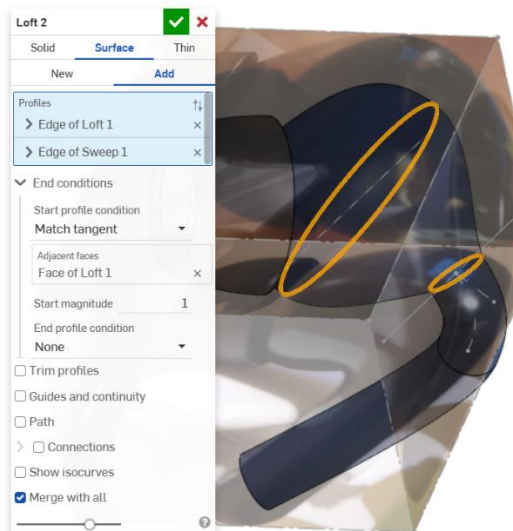 Loft 2
Solid Surface Thin
New Add
Profiles
Edge of Loft 1
Edge of Sweep 1
End conditions
Start profile condition
Match tangent
Adjacent faces
Face of Loft 1
Start magnitude 1
End profile condition
None
Trim profiles
Guides and continuity
Path
Connections
Show isocurves
Merge with all